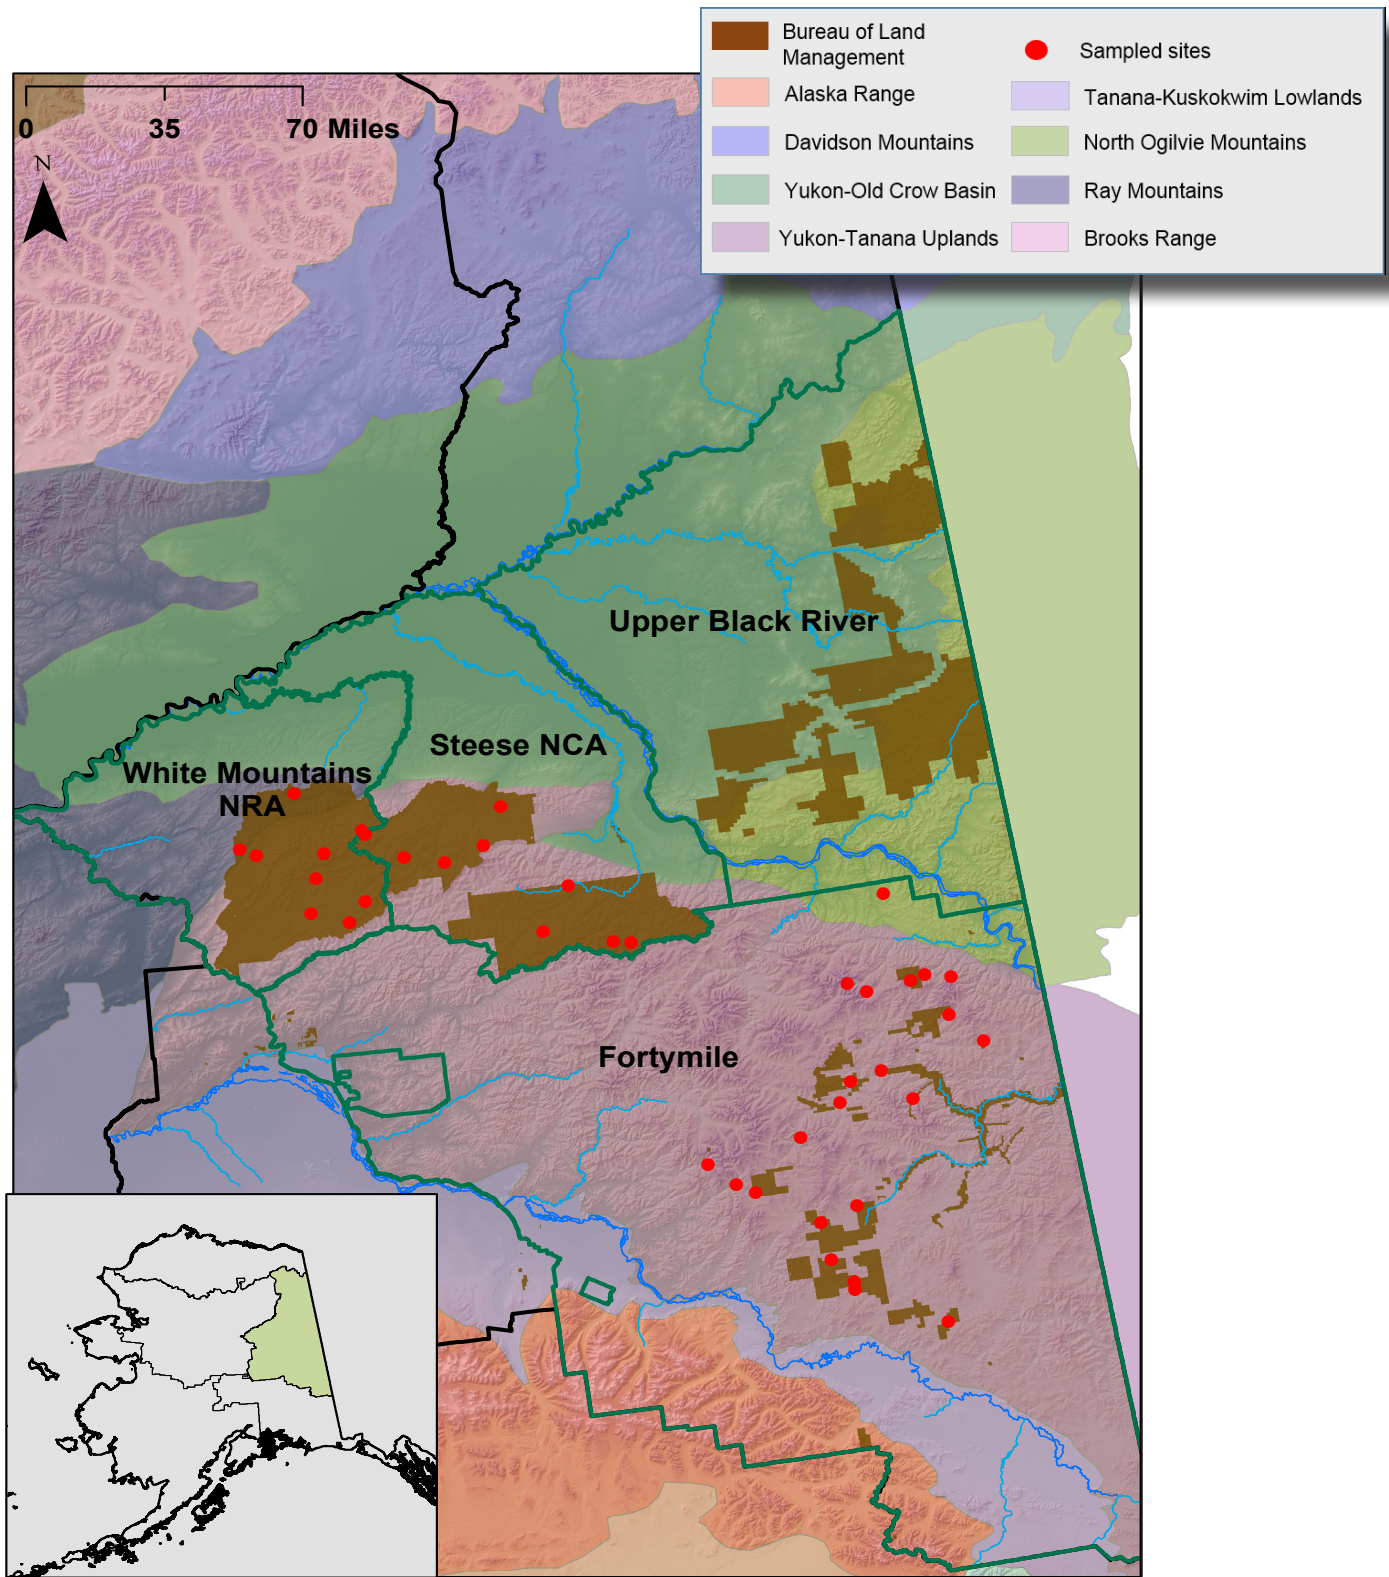 Bureau of Land
Management
Sampled sites
Alaska Range
Tanana-Kuskokwim Lowlands
Davidson Mountains
North Ogilvie Mountains
Yukon-Old Crow Basin
Ray Mountains
Yukon-Tanana Uplands
Brooks Range
0 35 70 Miles
N
Upper Black River
Steese NCA
White Mountains
NRA
Fortymile